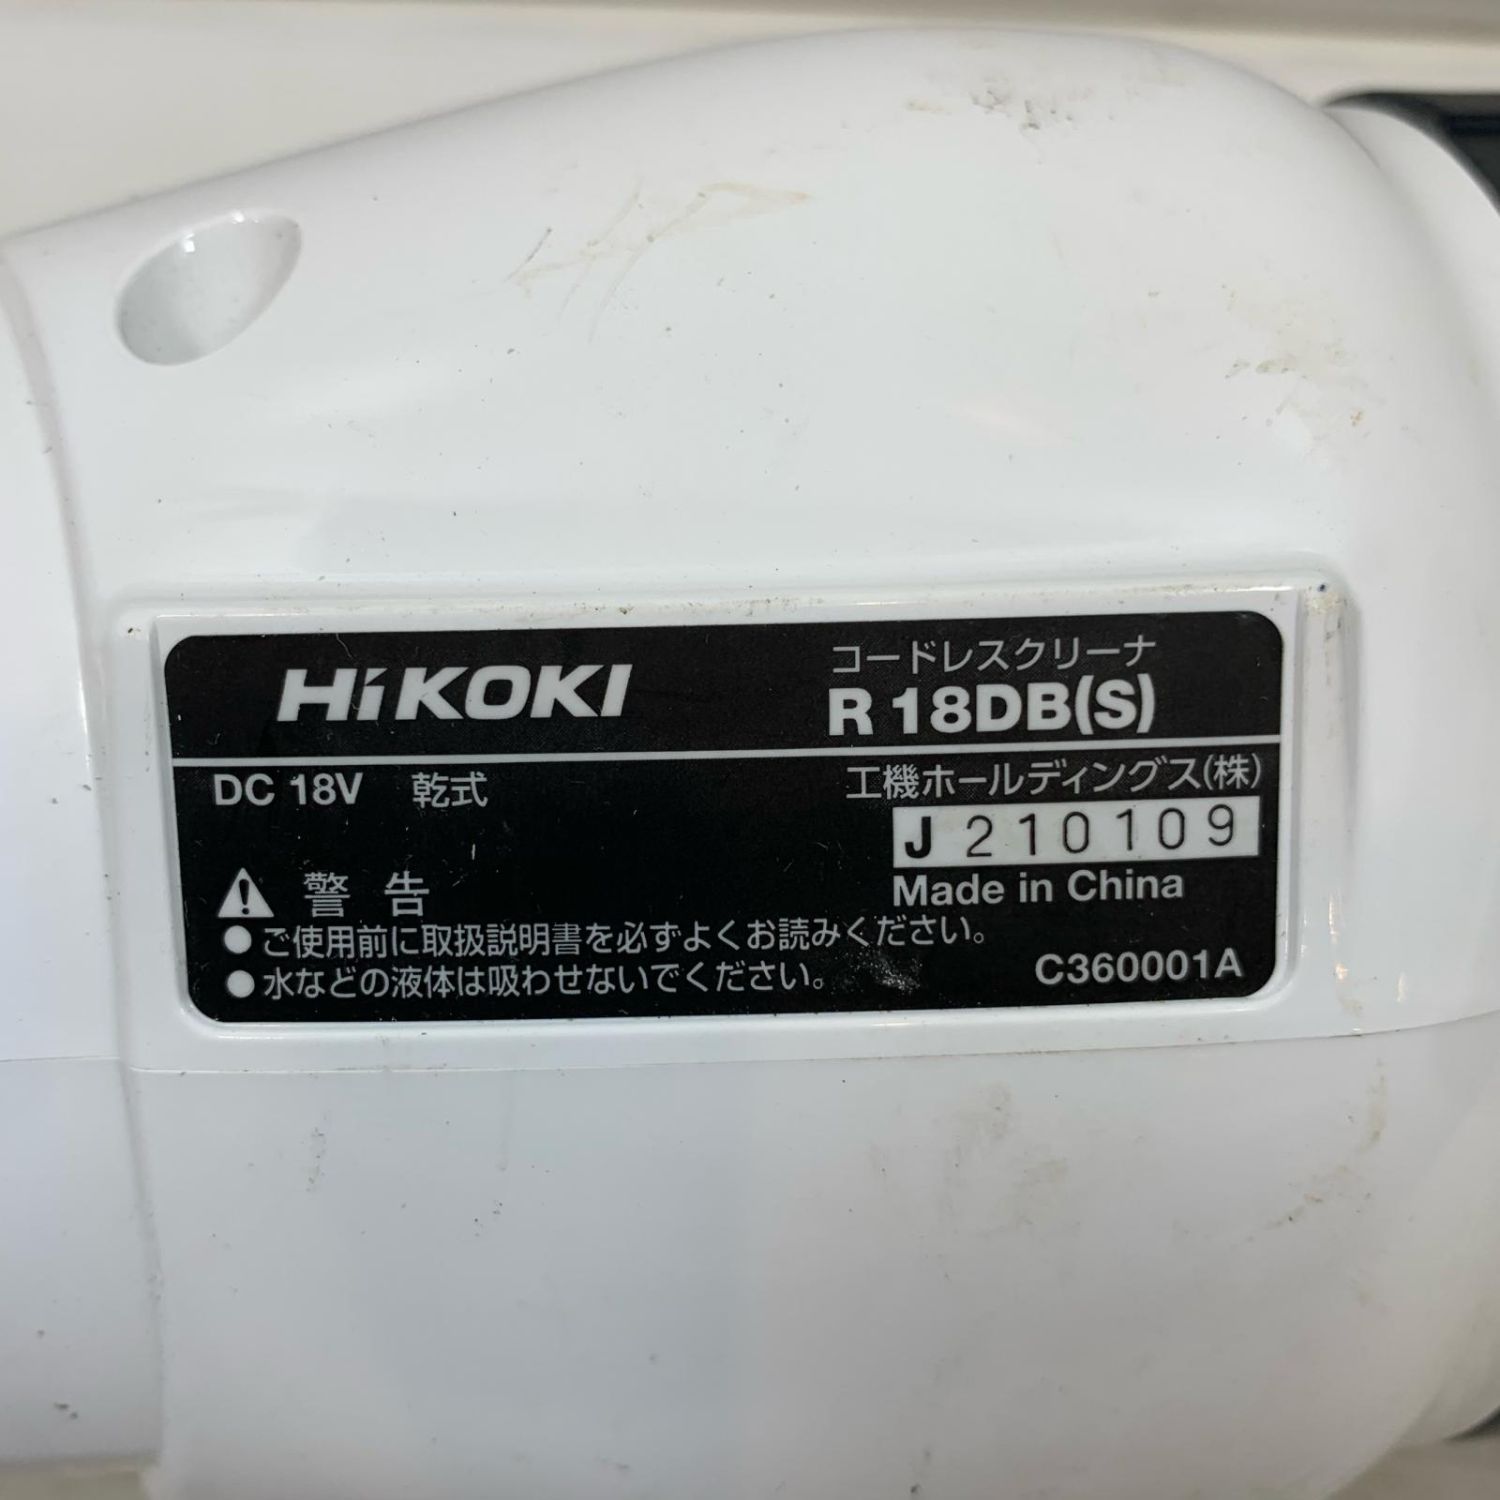 HiKOKI
コードレスクリーナ
R 18DB(S)
DC 18V 乾式
工機ホールディングス(株)
J 210109
Made in China
警 告
●ご使用前に取扱説明書を必ずよくお読みください。
●水などの液体は吸わせないでください。
C360001A